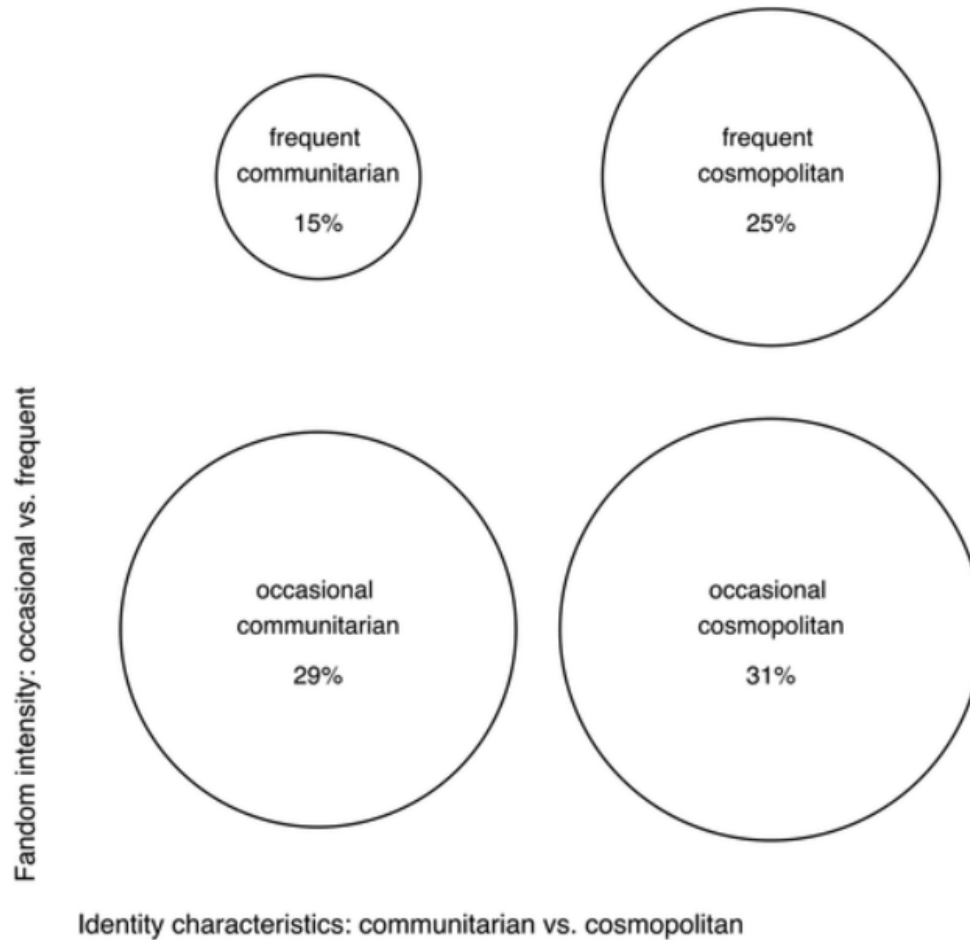 frequent
communitarian
15%
frequent
cosmopolitan
25%
occasional
communitarian
29%
occasional
cosmopolitan
31%
Fandom intensity: occasional vs. frequent
Identity characteristics: communitarian vs. cosmopolitan